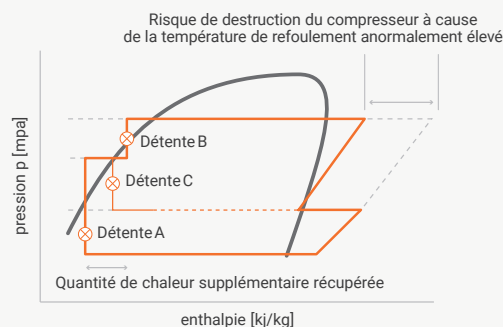 Risque de destruction du compresseur à cause
de la température de refoulement anormalement élevé
pression p [mpa]
Détente B
Détente C
Détente A
Quantité de chaleur supplémentaire récupérée
enthalpie [kj/kg]